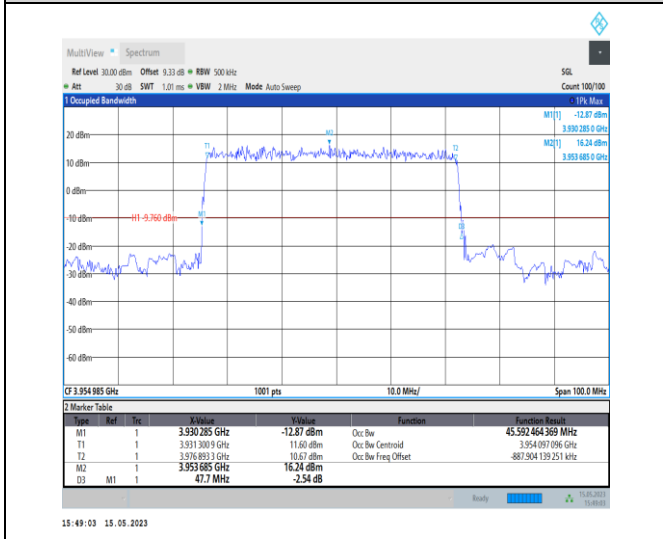 MultiView Spectrum
Ref Level 30.00 dBm Offset 9.33 dB RBW 500 kHz SGL
Att 30 dB SWT 1.01 ms VBW 2 MHz Mode Auto Sweep Count 100/100
1 Occupied Bandwidth 1Pk Max
M1[1] -12.87 dBm
3.930 285 0 GHz
M2[1] 16.24 dBm
3.953 685 0 GHz
20 dBm
M2
T1 T2
10 dBm
0 dBm
-10 dBm H1 -9.760 dBm M1
D3
-20 dBm
-30 dBm
-40 dBm
-50 dBm
-60 dBm
CF 3.954 985 GHz 1001 pts 10.0 MHz/ Span 100.0 MHz
2 Marker Table
Type Ref Trc X-Value Y-Value Function Function Result
M1 1 3.930 285 GHz -12.87 dBm Occ Bw 45.592 464 369 MHz
T1 1 3.931 300 9 GHz 11.60 dBm Occ Bw Centroid 3.954 097 096 GHz
T2 1 3.976 893 3 GHz 10.67 dBm Occ Bw Freq Offset -887.904 139 251 kHz
M2 1 3.953 685 GHz 16.24 dBm
D3 M1 1 47.7 MHz -2.54 dB
Ready 15.05.2023
15:49:03
15:49:03 15.05.2023